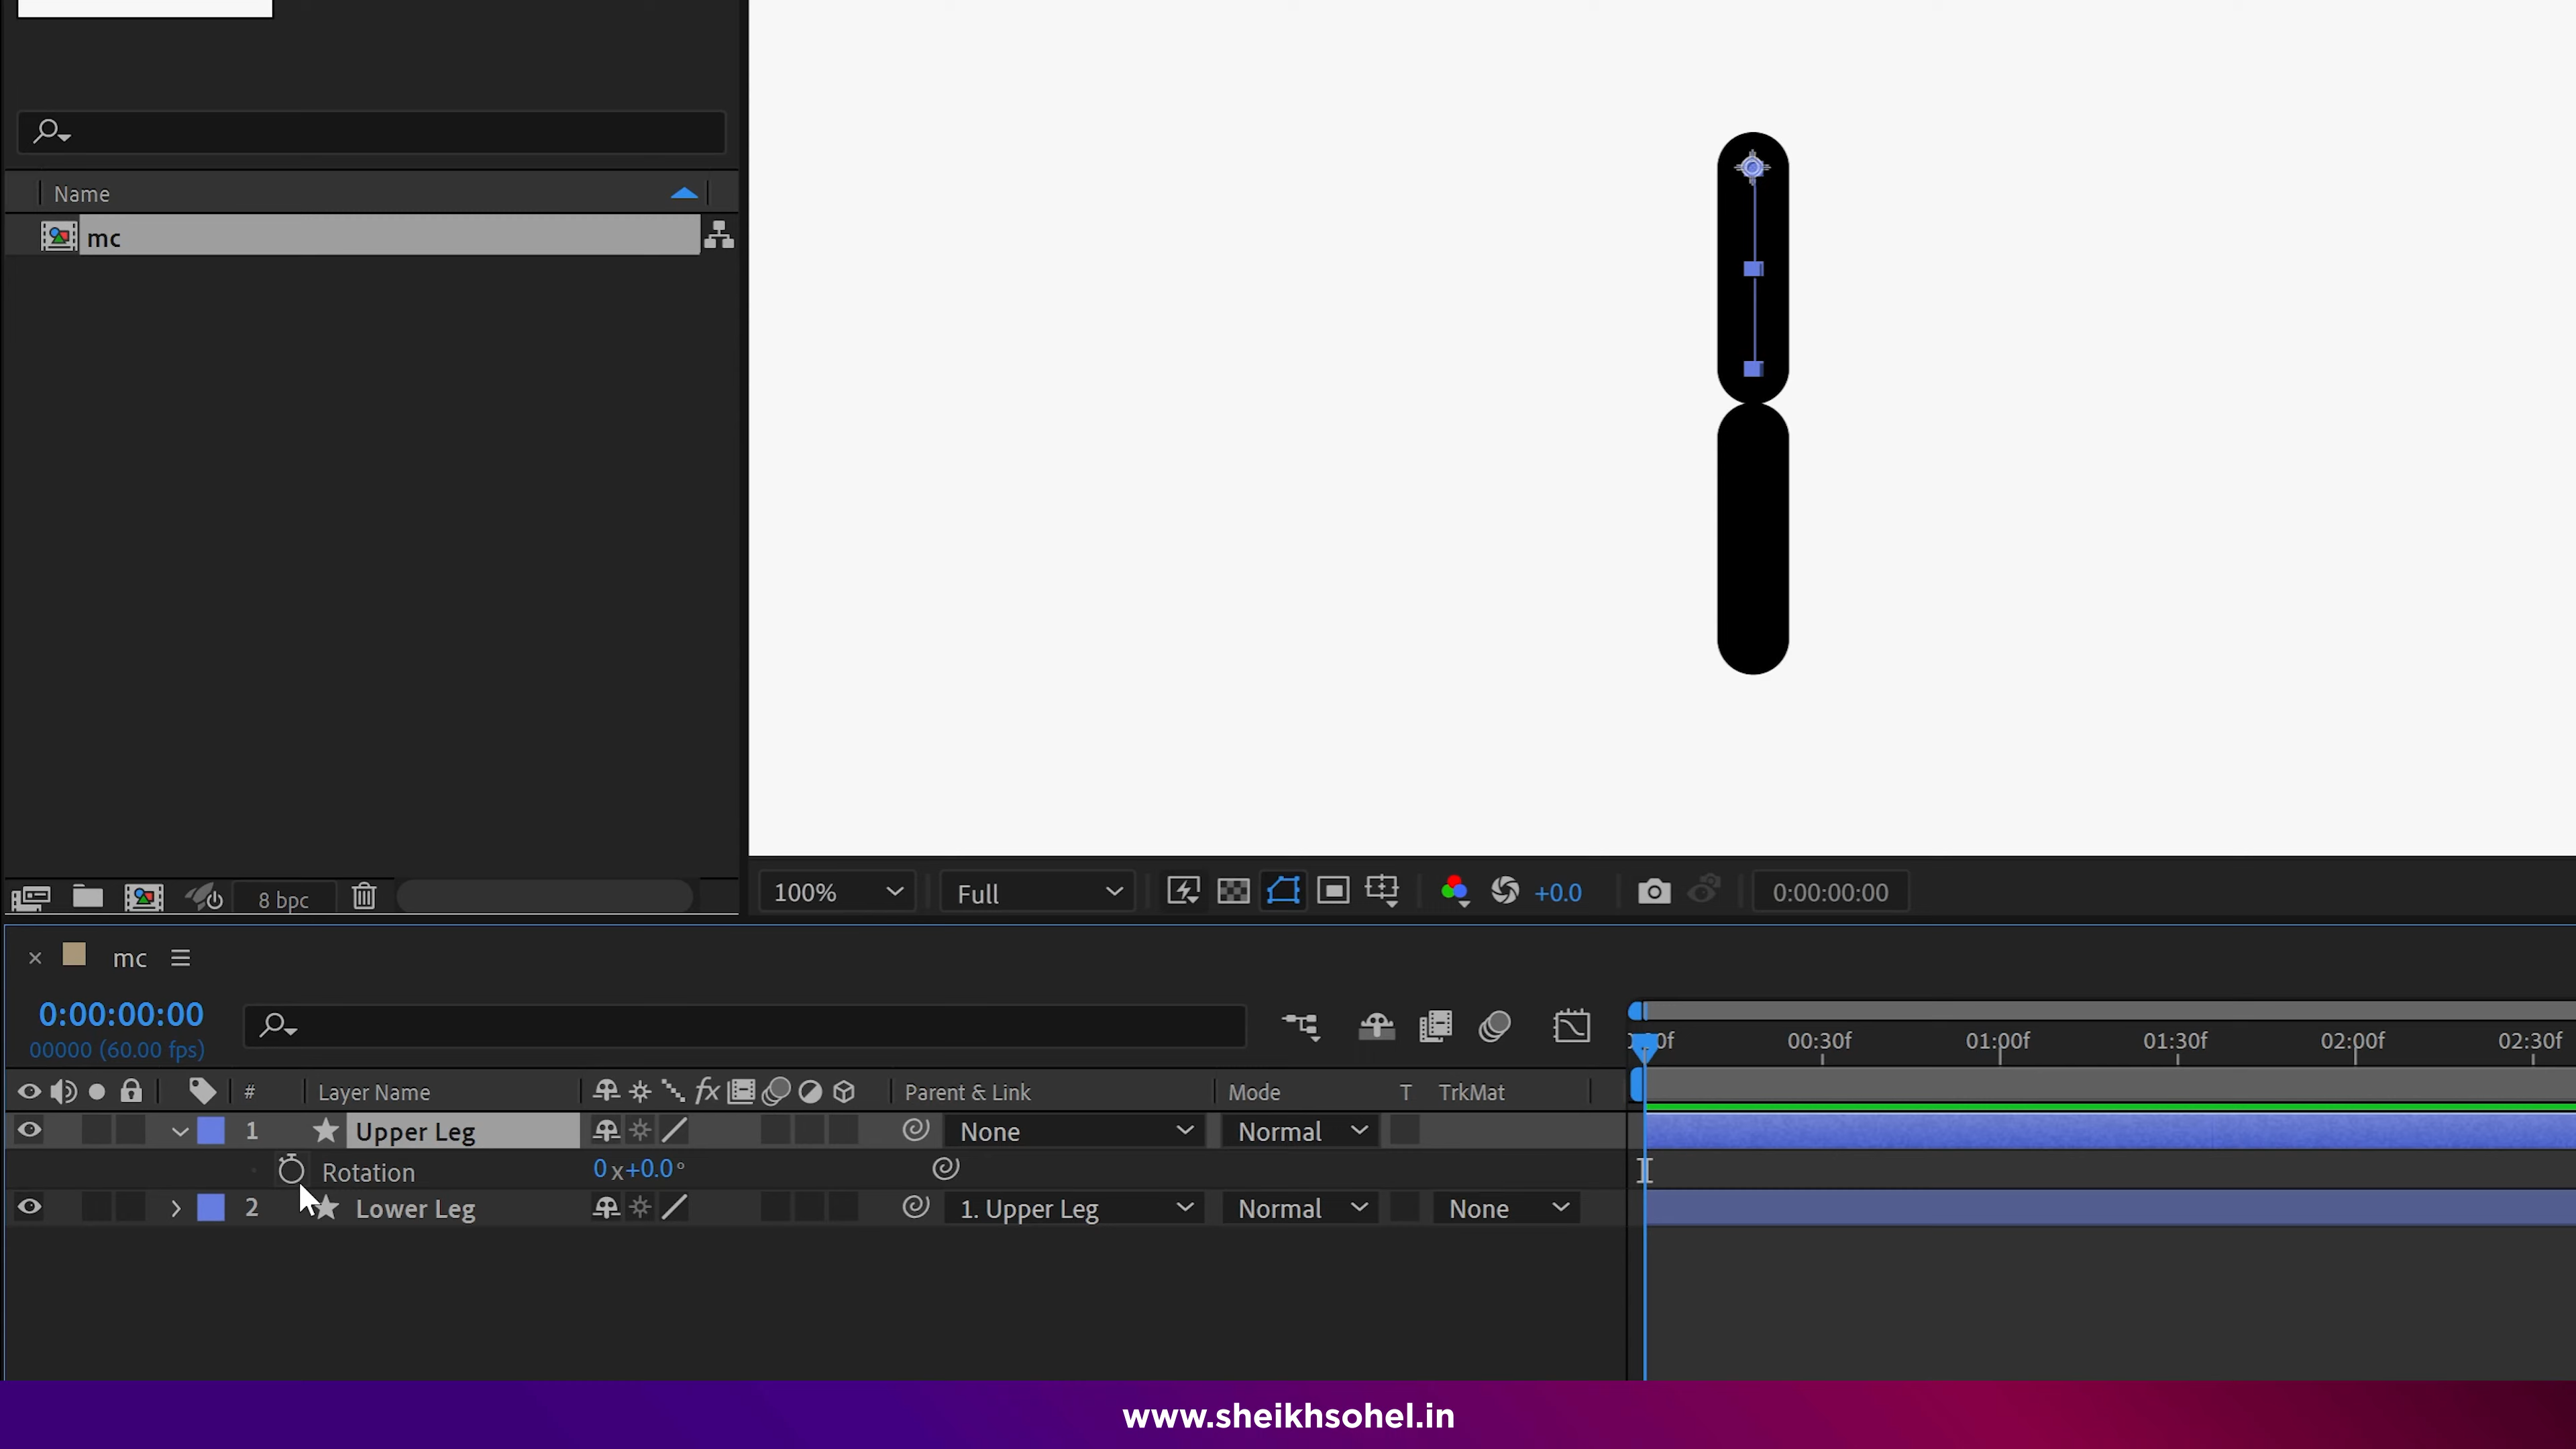 Name
mc
8 bpc
100%
Full
+0.0
0:00:00:00
mc
0:00:00:00
00000 (60.00 fps)
00:30f
01:00f
01:30f
02:00f
02:30f
# Layer Name fx Parent & Link Mode T TrkMat
1 Upper Leg None Normal
Rotation 0x+0.0°
2 Lower Leg 1. Upper Leg Normal None
www.sheikhsohel.in